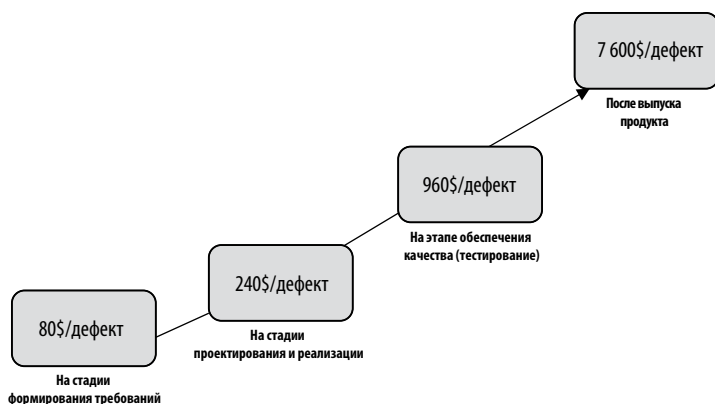 7 600$/дефект
После выпуска
продукта
960$/дефект
На этапе обеспечения
качества (тестирование)
240$/дефект
На стадии
проектирования и реализации
80$/дефект
На стадии
формирования требований